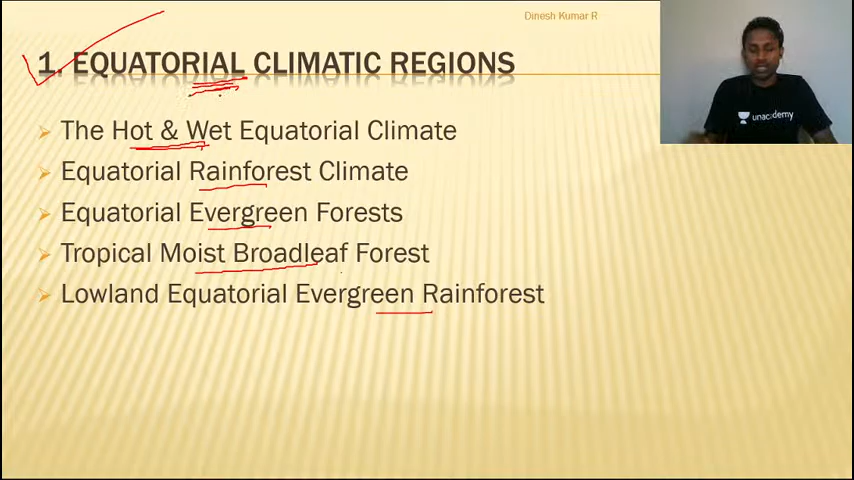 Dinesh Kumar R
1. EQUATORIAL CLIMATIC REGIONS
unacademy
The Hot & Wet Equatorial Climate
Equatorial Rainforest Climate
Equatorial Evergreen Forests
Tropical Moist Broadleaf Forest
Lowland Equatorial Evergreen Rainforest